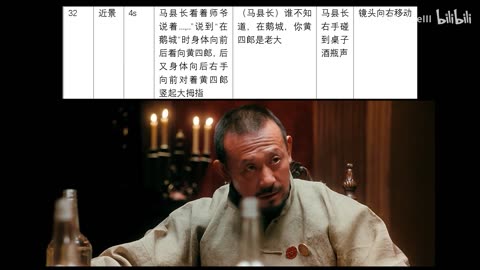 32
近景
4s
马县长看着师爷
说着……"说到"在
鹅城"时身体向前
后看向黄四郎，后
又身体向后右手
向前对着黄四郎
竖起大拇指
（马县长）谁不知
道，在鹅城，你黄
四郎是老大
马县长
右手碰
到桌子
酒瓶声
镜头向右移动
bilibili